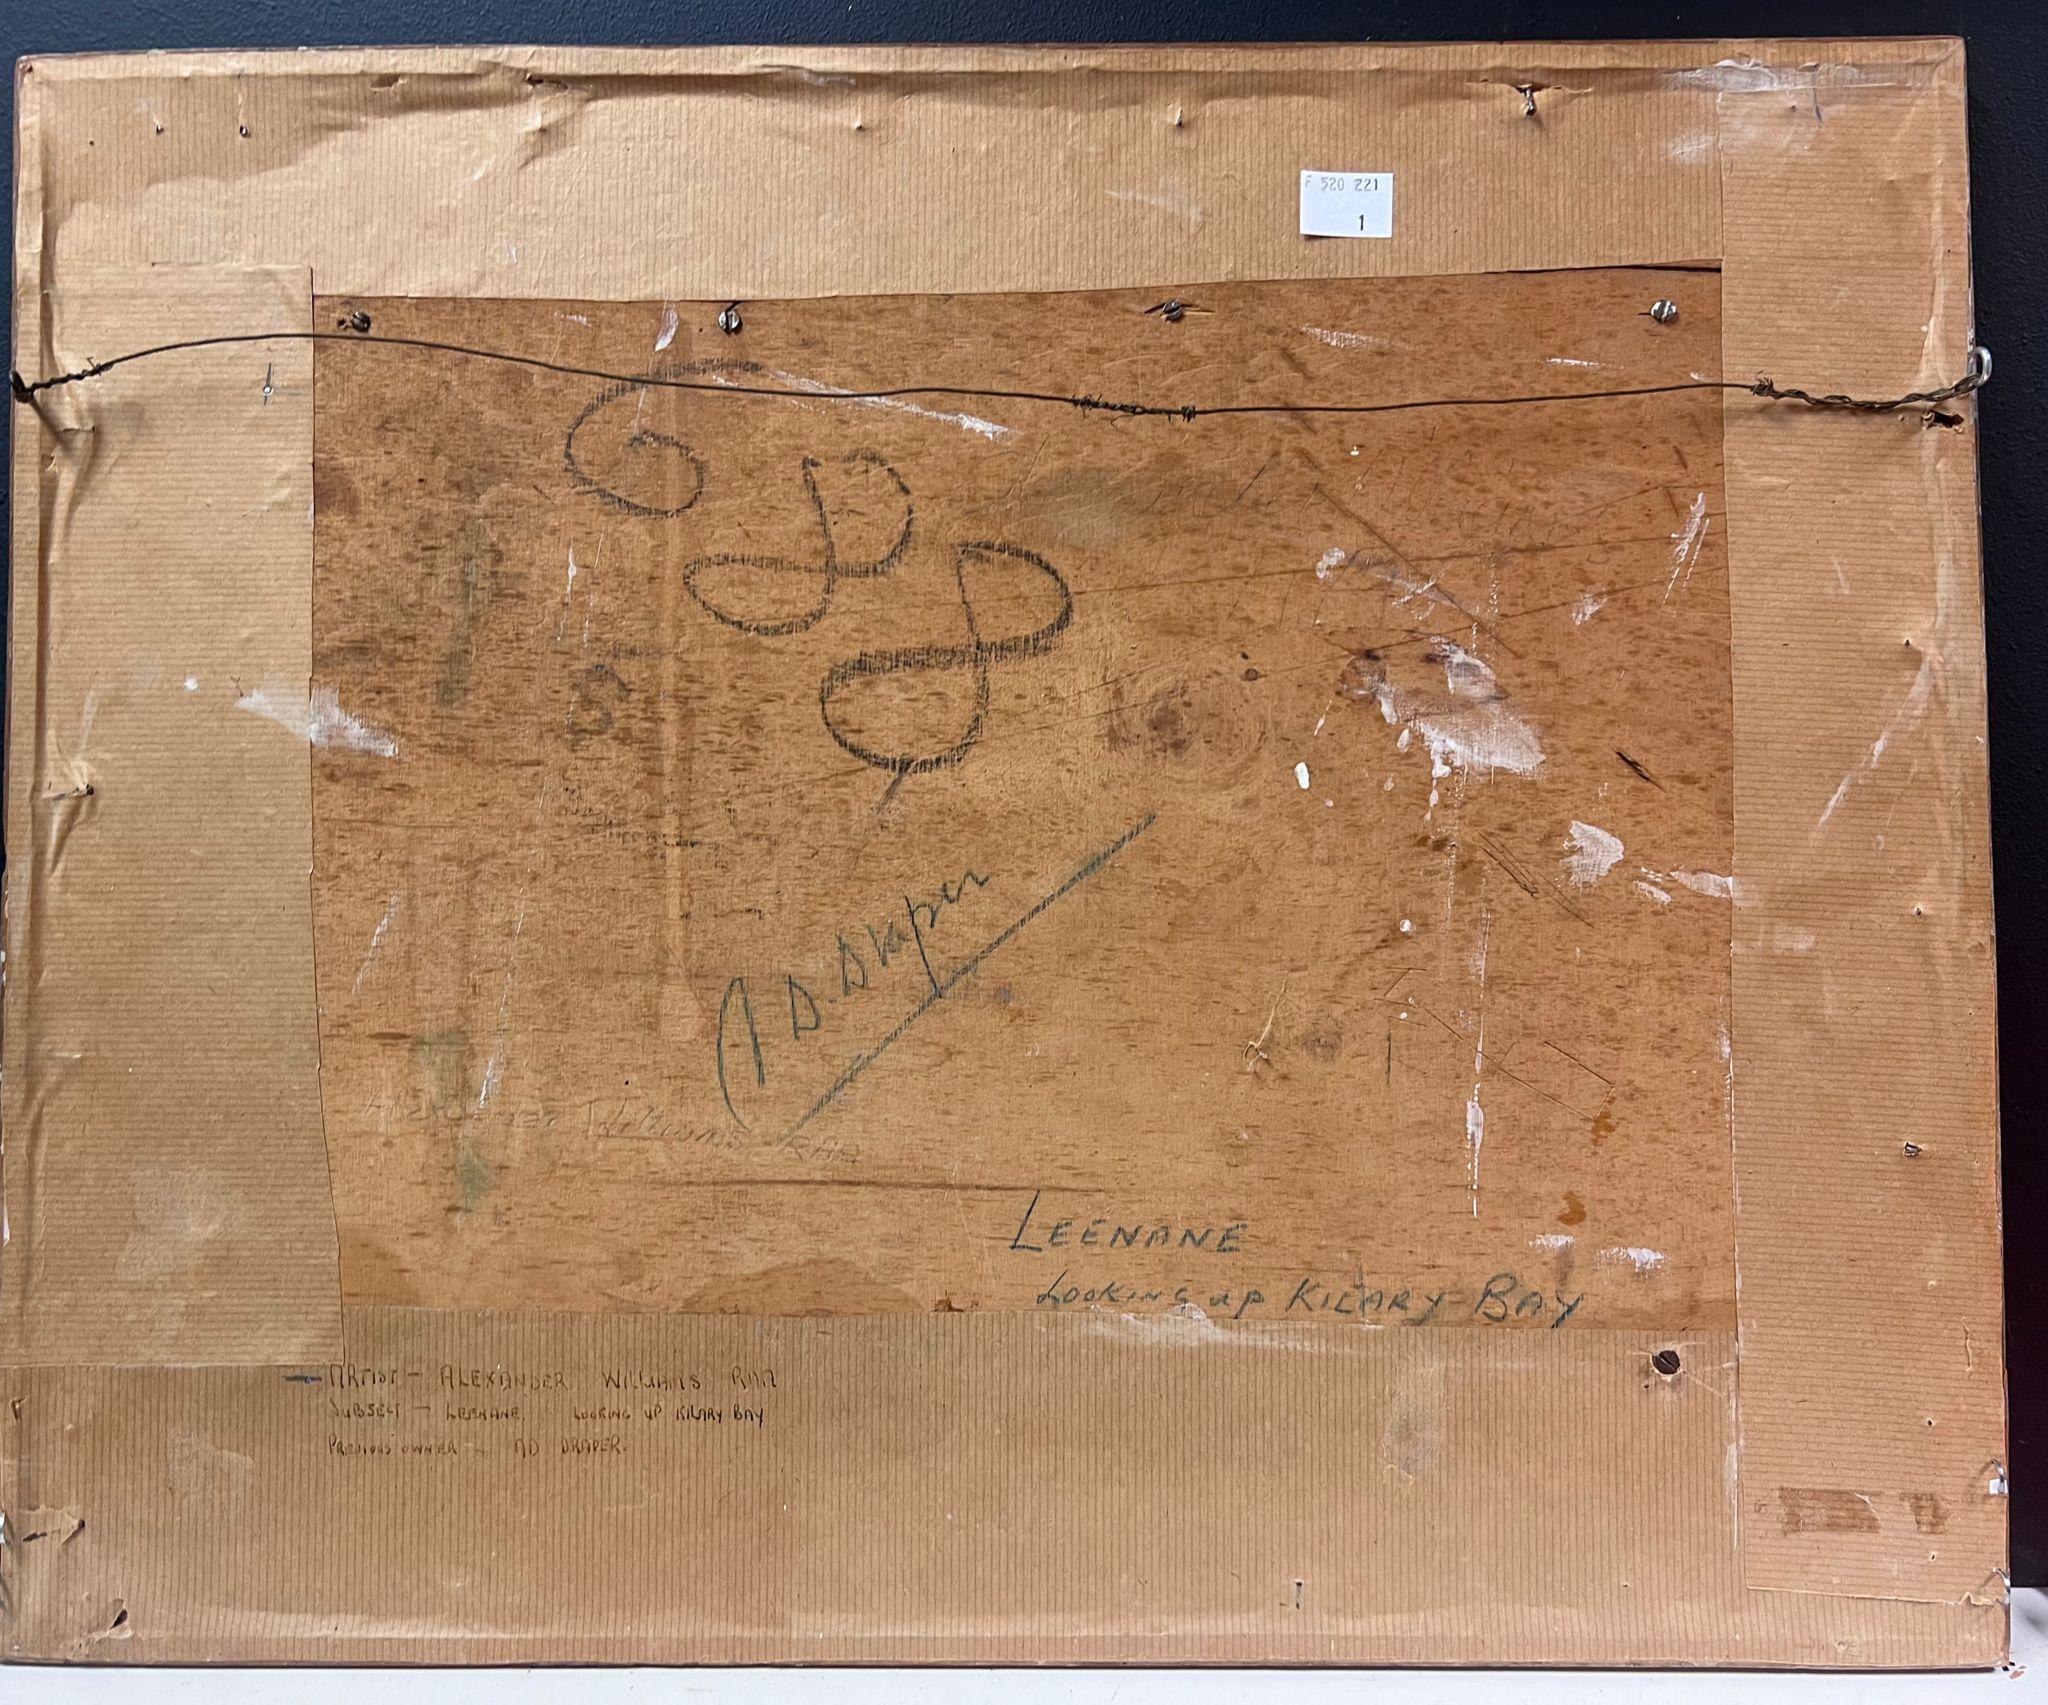 F 520 221
1
S
A D. Draper
Alexander Williams RHA
LEENANE
LOOKING up KILARY BAY
ARTIST - ALEXANDER WILLIAMS RHA
SUBJECT - LEENANE. LOOKING UP KILARY BAY
PREVIOUS OWNER - AD DRAPER.